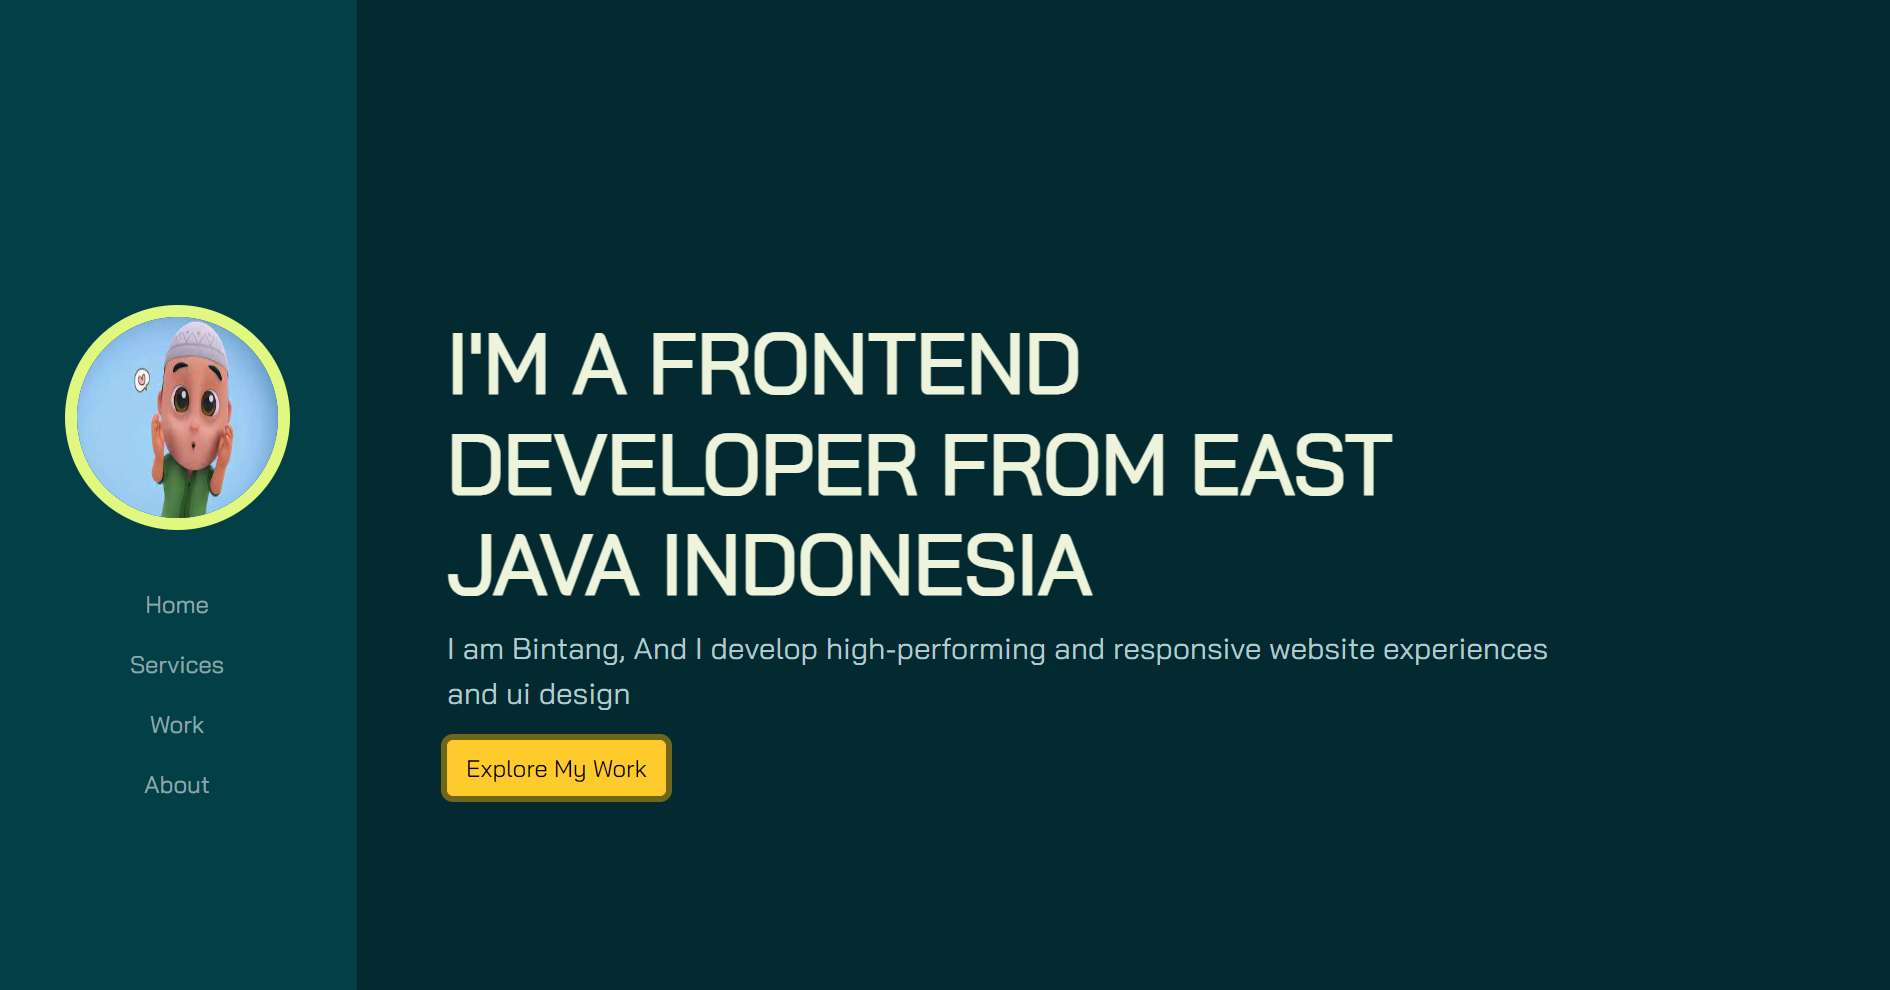 Home
Services
Work
About
I'M A FRONTEND
DEVELOPER FROM EAST
JAVA INDONESIA
I am Bintang, And I develop high-performing and responsive website experiences
and ui design
Explore My Work